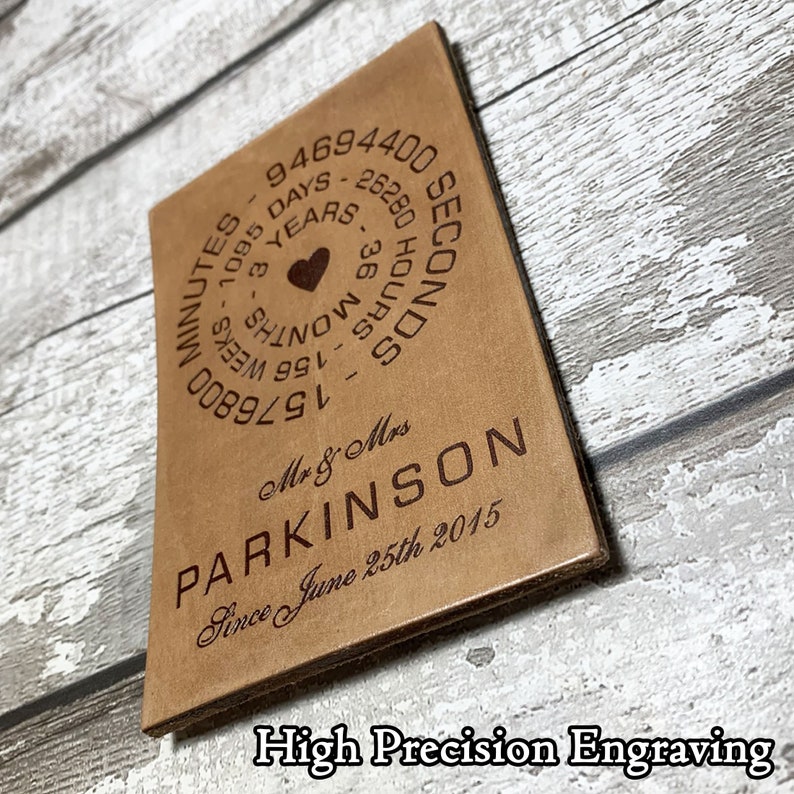 1576800 MINUTES - 94694400 SECONDS -
156 WEEKS - 1095 DAYS - 26280 HOURS -
3 YEARS - 36 MONTHS -
Mr & Mrs
PARKINSON
Since June 25th 2015
High Precision Engraving